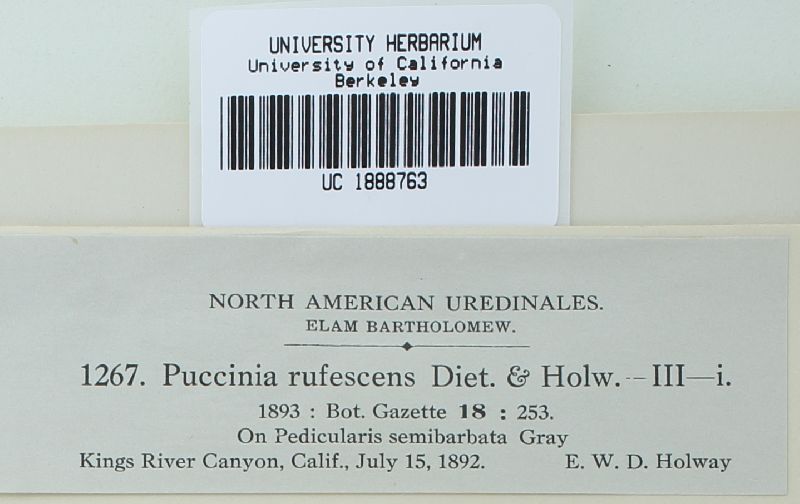 UNIVERSITY HERBARIUM
University of California
Berkeley
UC 1888763
NORTH AMERICAN UREDINALES.
ELAM BARTHOLOMEW.
1267. Puccinia rufescens Diet. & Holw.—III—i.
1893 : Bot. Gazette 18 : 253.
On Pedicularis semibarbata Gray
Kings River Canyon, Calif., July 15, 1892. E. W. D. Holway